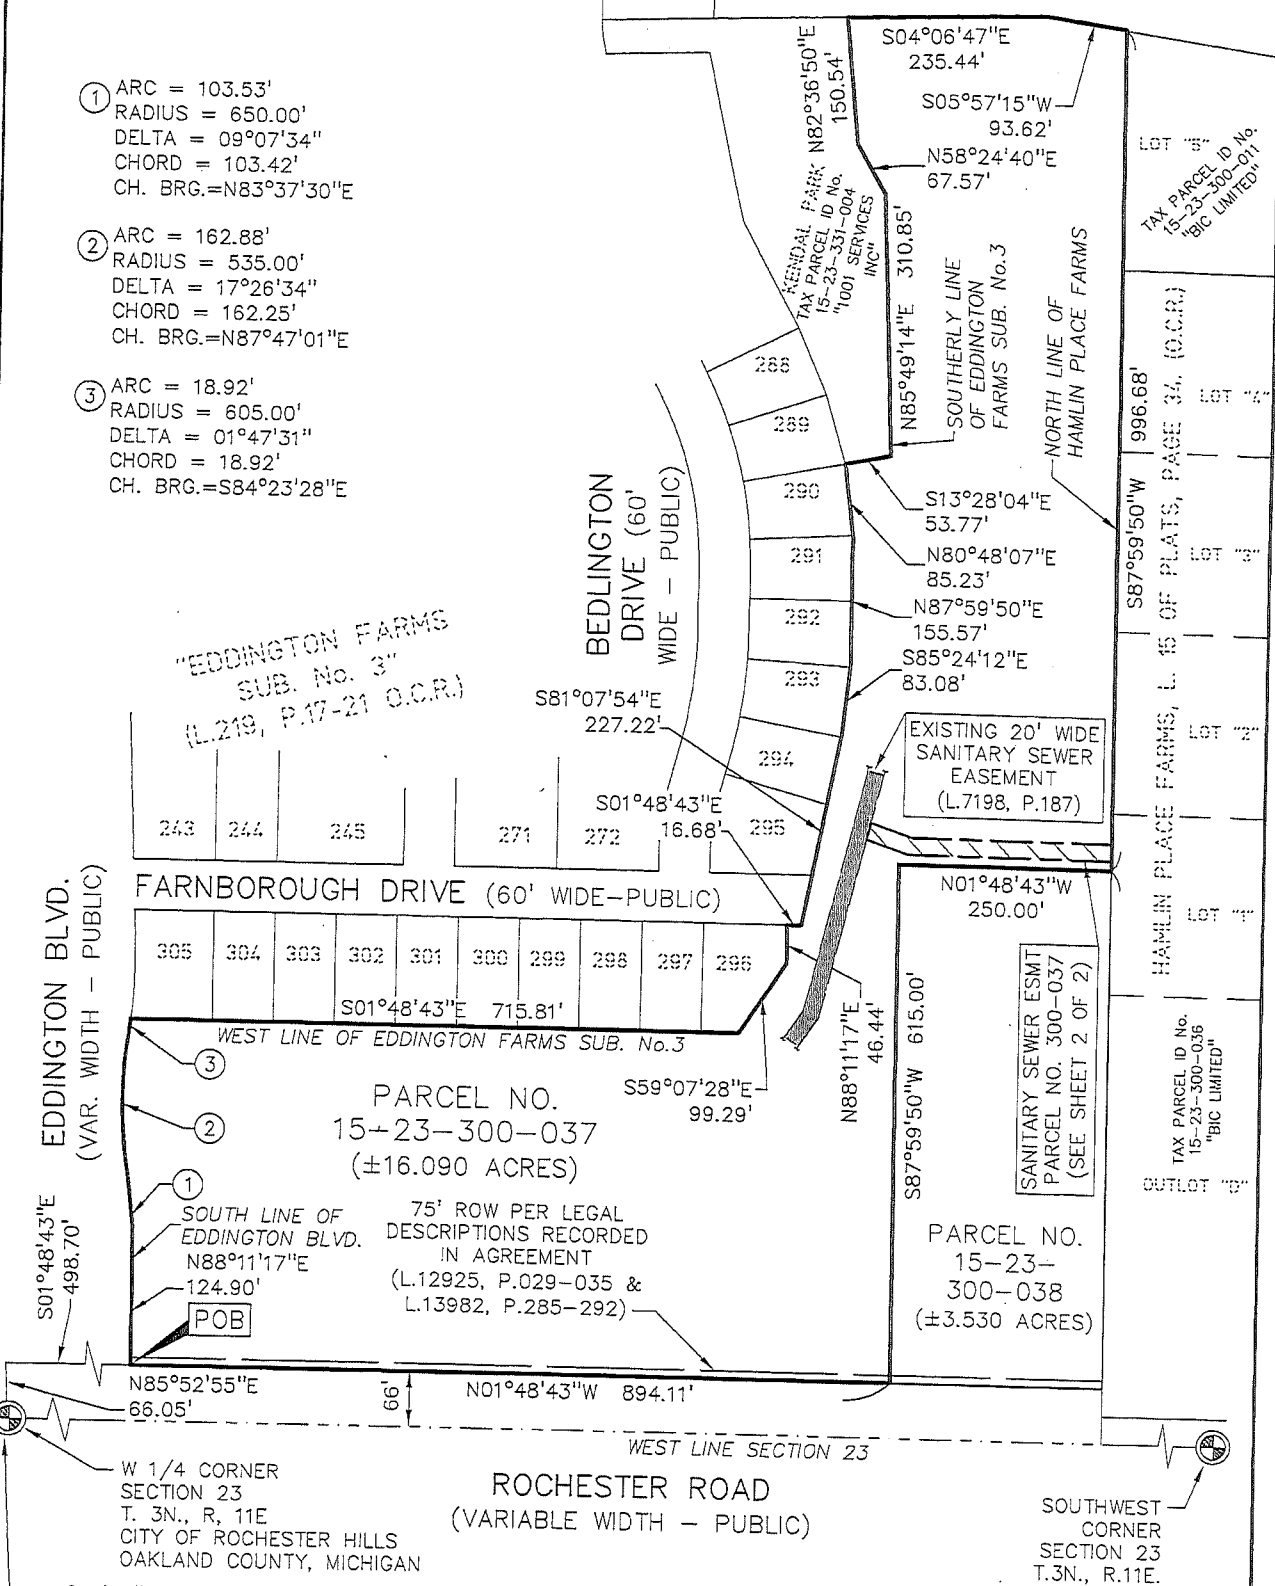 1 ARC = 103.53'
RADIUS = 650.00'
DELTA = 09°07'34"
CHORD = 103.42'
CH. BRG.=N83°37'30"E
2 ARC = 162.88'
RADIUS = 535.00'
DELTA = 17°26'34"
CHORD = 162.25'
CH. BRG.=N87°47'01"E
3 ARC = 18.92'
RADIUS = 605.00'
DELTA = 01°47'31"
CHORD = 18.92'
CH. BRG.=S84°23'28"E
N82°36'50"E
150.54'
S04°06'47"E
235.44'
S05°57'15"W
93.62'
N58°24'40"E
67.57'
KENDAL PARK
TAX PARCEL ID No.
15-23-331-004
"1001 SERVICES
INC"
N85°49'14"E 310.85'
SOUTHERLY LINE
OF EDDINGTON
FARMS SUB. No.3
NORTH LINE OF
HAMLIN PLACE FARMS
LOT "5"
TAX PARCEL ID No.
15-23-300-011
"BIC LIMITED"
S87°59'50"W 996.68'
HAMLIN PLACE FARMS, L. 15 OF PLATS, PAGE 34, (O.C.R.)
LOT "4"
LOT "3"
LOT "2"
LOT "1"
288
289
290
291
292
293
294
295
S13°28'04"E
53.77'
N80°48'07"E
85.23'
N87°59'50"E
155.57'
S85°24'12"E
83.08'
BEDLINGTON
DRIVE (60'
WIDE - PUBLIC)
"EDDINGTON FARMS
SUB. No. 3"
(L.219, P.17-21 O.C.R.)
S81°07'54"E
227.22'
S01°48'43"E
16.68'
EXISTING 20' WIDE
SANITARY SEWER
EASEMENT
(L.7198, P.187)
243
244
245
271
272
FARNBOROUGH DRIVE (60' WIDE-PUBLIC)
305
304
303
302
301
300
299
298
297
296
S01°48'43"E 715.81'
WEST LINE OF EDDINGTON FARMS SUB. No.3
EDDINGTON BLVD.
(VAR. WIDTH - PUBLIC)
N01°48'43"W
250.00'
N88°11'17"E
46.44'
S59°07'28"E
99.29'
S87°59'50"W 615.00'
SANITARY SEWER ESMT
PARCEL NO. 300-037
(SEE SHEET 2 OF 2)
TAX PARCEL ID No.
15-23-300-036
"BIC LIMITED"
OUTLOT "D"
3
2
1
PARCEL NO.
15-23-300-037
(±16.090 ACRES)
SOUTH LINE OF
EDDINGTON BLVD.
N88°11'17"E
124.90'
POB
75' ROW PER LEGAL
DESCRIPTIONS RECORDED
IN AGREEMENT
(L.12925, P.029-035 &
L.13982, P.285-292)
PARCEL NO.
15-23-
300-038
(±3.530 ACRES)
S01°48'43"E
498.70'
N85°52'55"E
66.05'
66'
N01°48'43"W 894.11'
WEST LINE SECTION 23
W 1/4 CORNER
SECTION 23
T. 3N., R, 11E
CITY OF ROCHESTER HILLS
OAKLAND COUNTY, MICHIGAN
ROCHESTER ROAD
(VARIABLE WIDTH - PUBLIC)
SOUTHWEST
CORNER
SECTION 23
T.3N., R.11E.